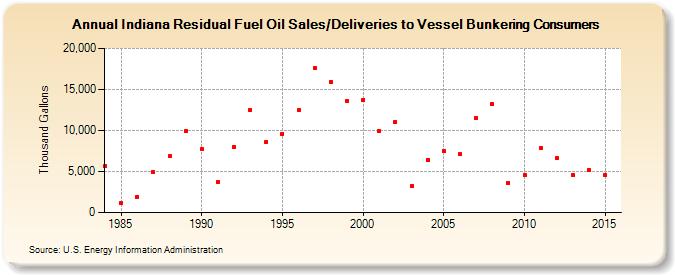 Annual Indiana Residual Fuel Oil Sales/Deliveries to Vessel Bunkering Consumers
Thousand Gallons
20,000
15,000
10,000
5,000
0
1985 1990 1995 2000 2005 2010 2015
Source: U.S. Energy Information Administration